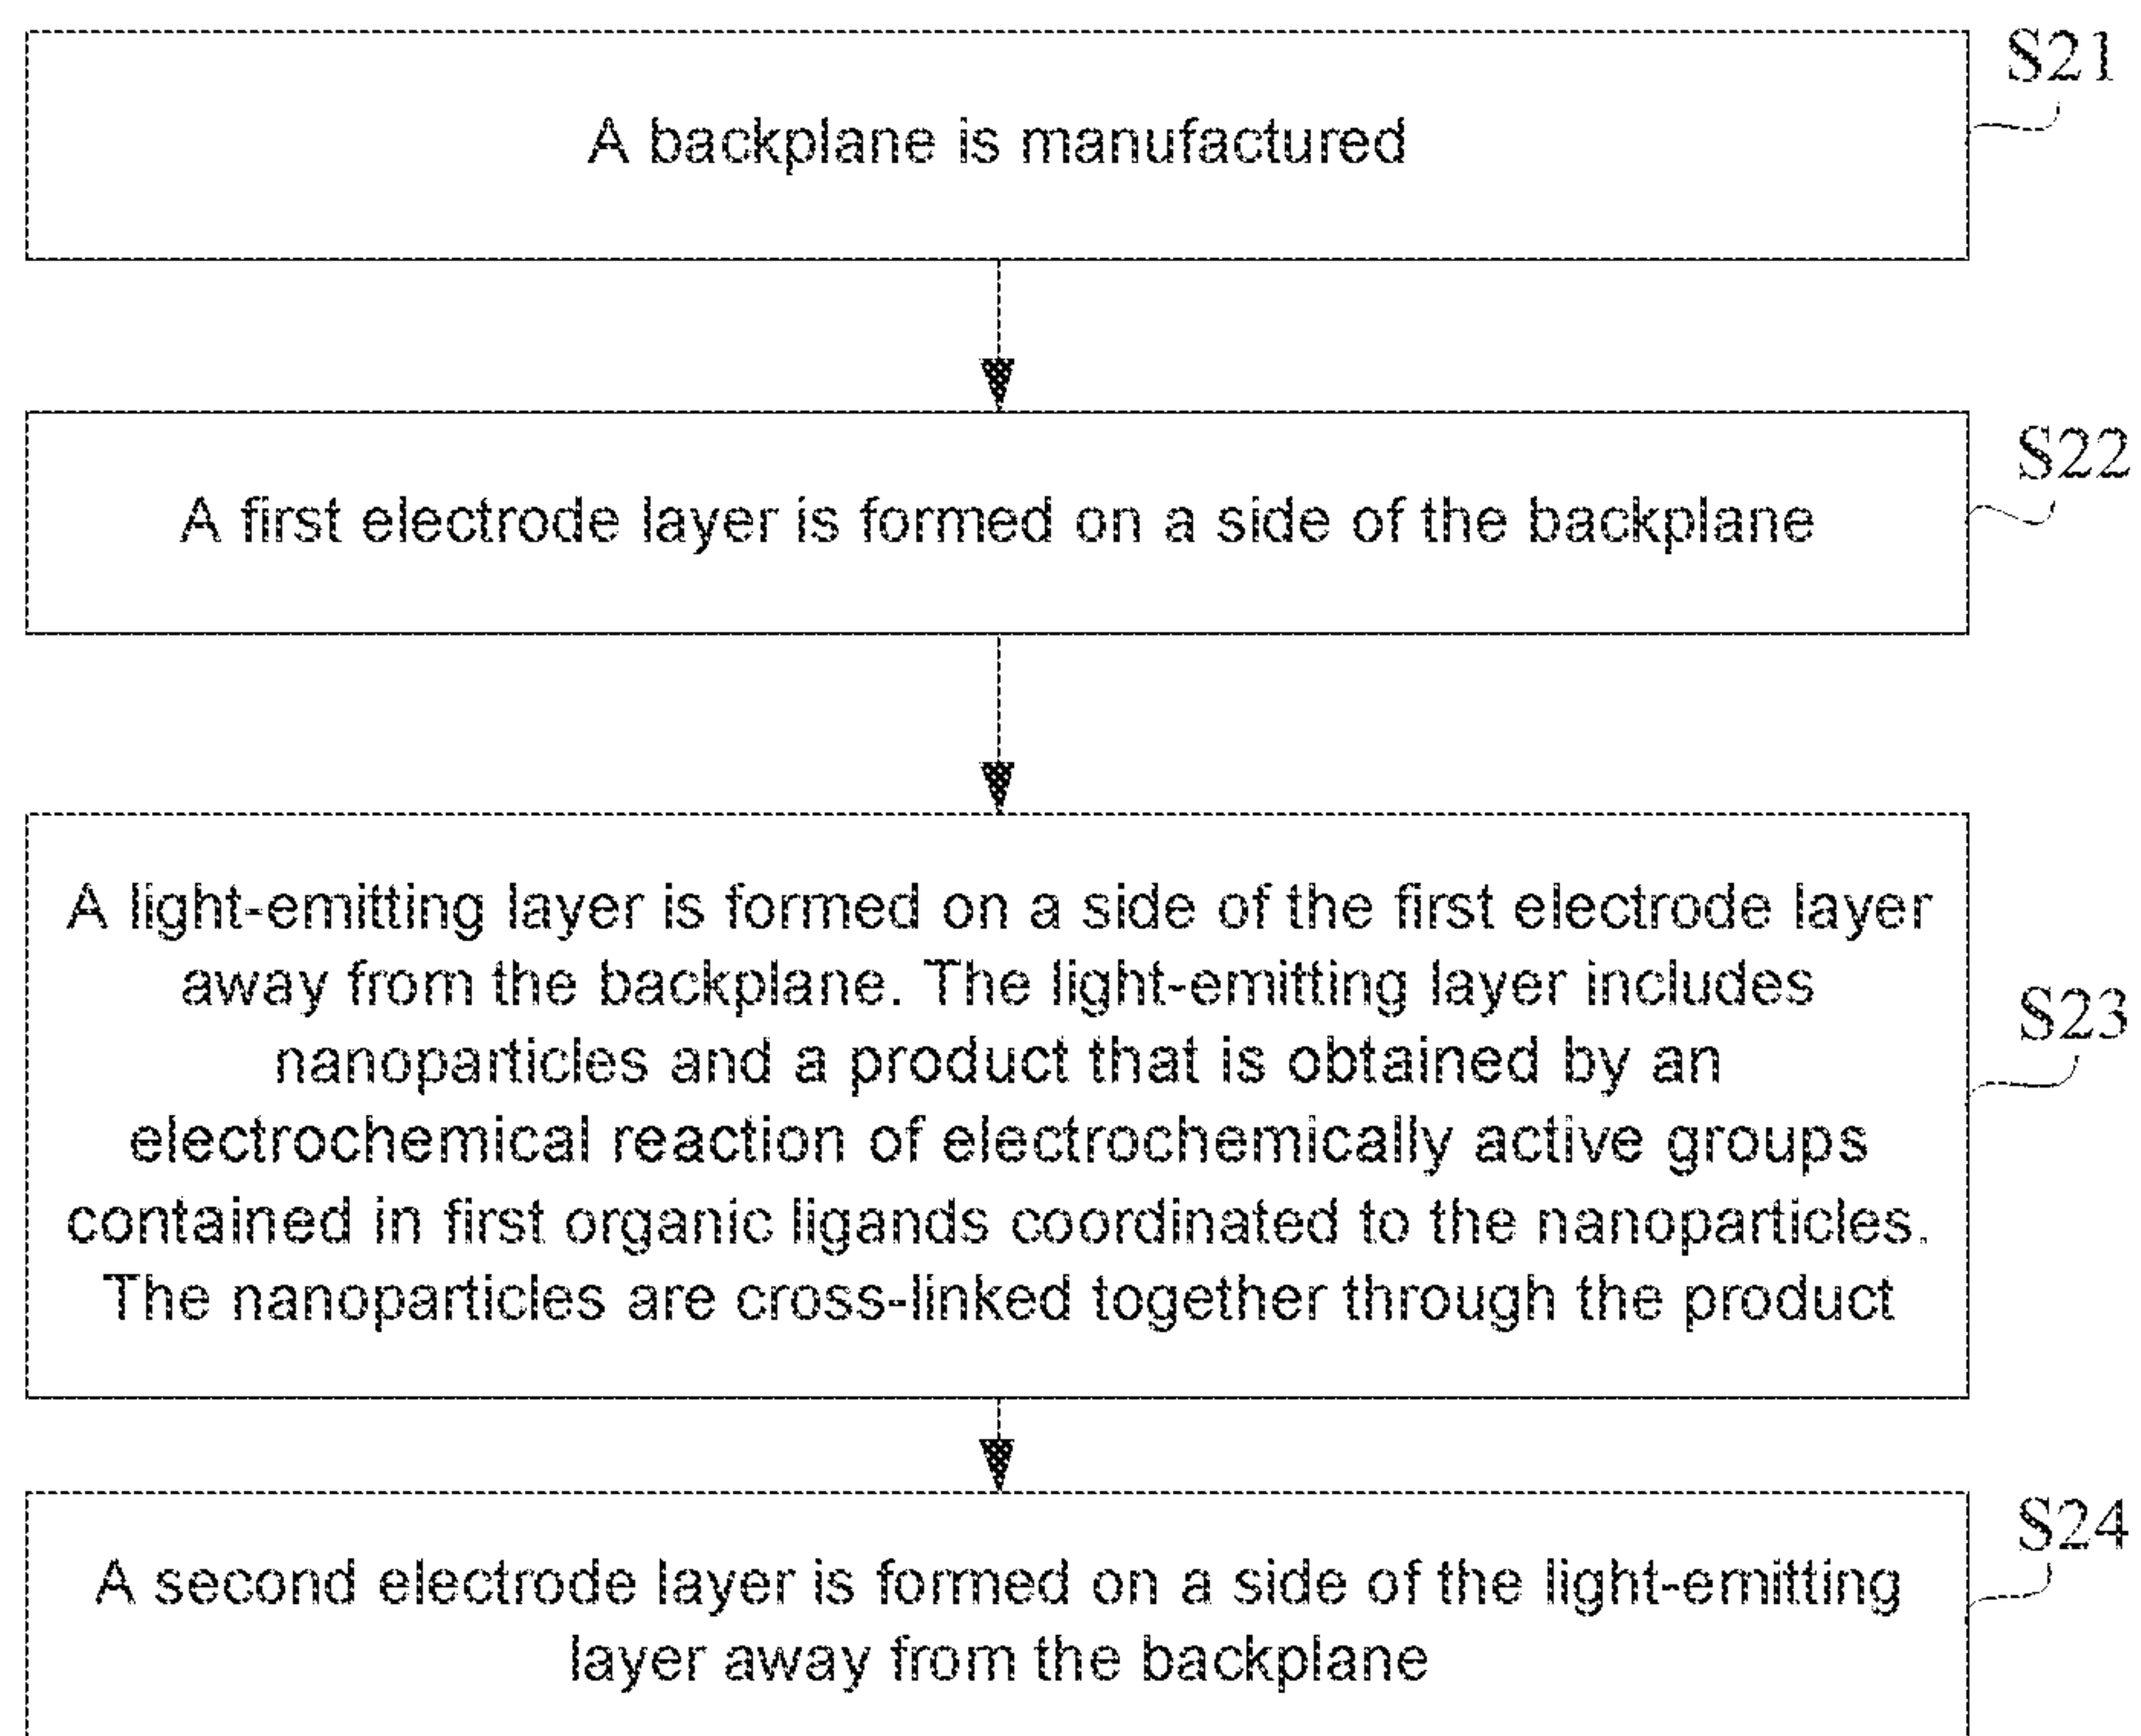 S21
A backplane is manufactured
S22
A first electrode layer is formed on a side of the backplane
A light-emitting layer is formed on a side of the first electrode layer
away from the backplane. The light-emitting layer includes
nanoparticles and a product that is obtained by an
S23
electrochemical reaction of electrochemically active groups
contained in first organic ligands coordinated to the nanoparticles.
The nanoparticles are cross-linked together through the product
S24
A second electrode layer is formed on a side of the light-emitting
layer away from the backplane